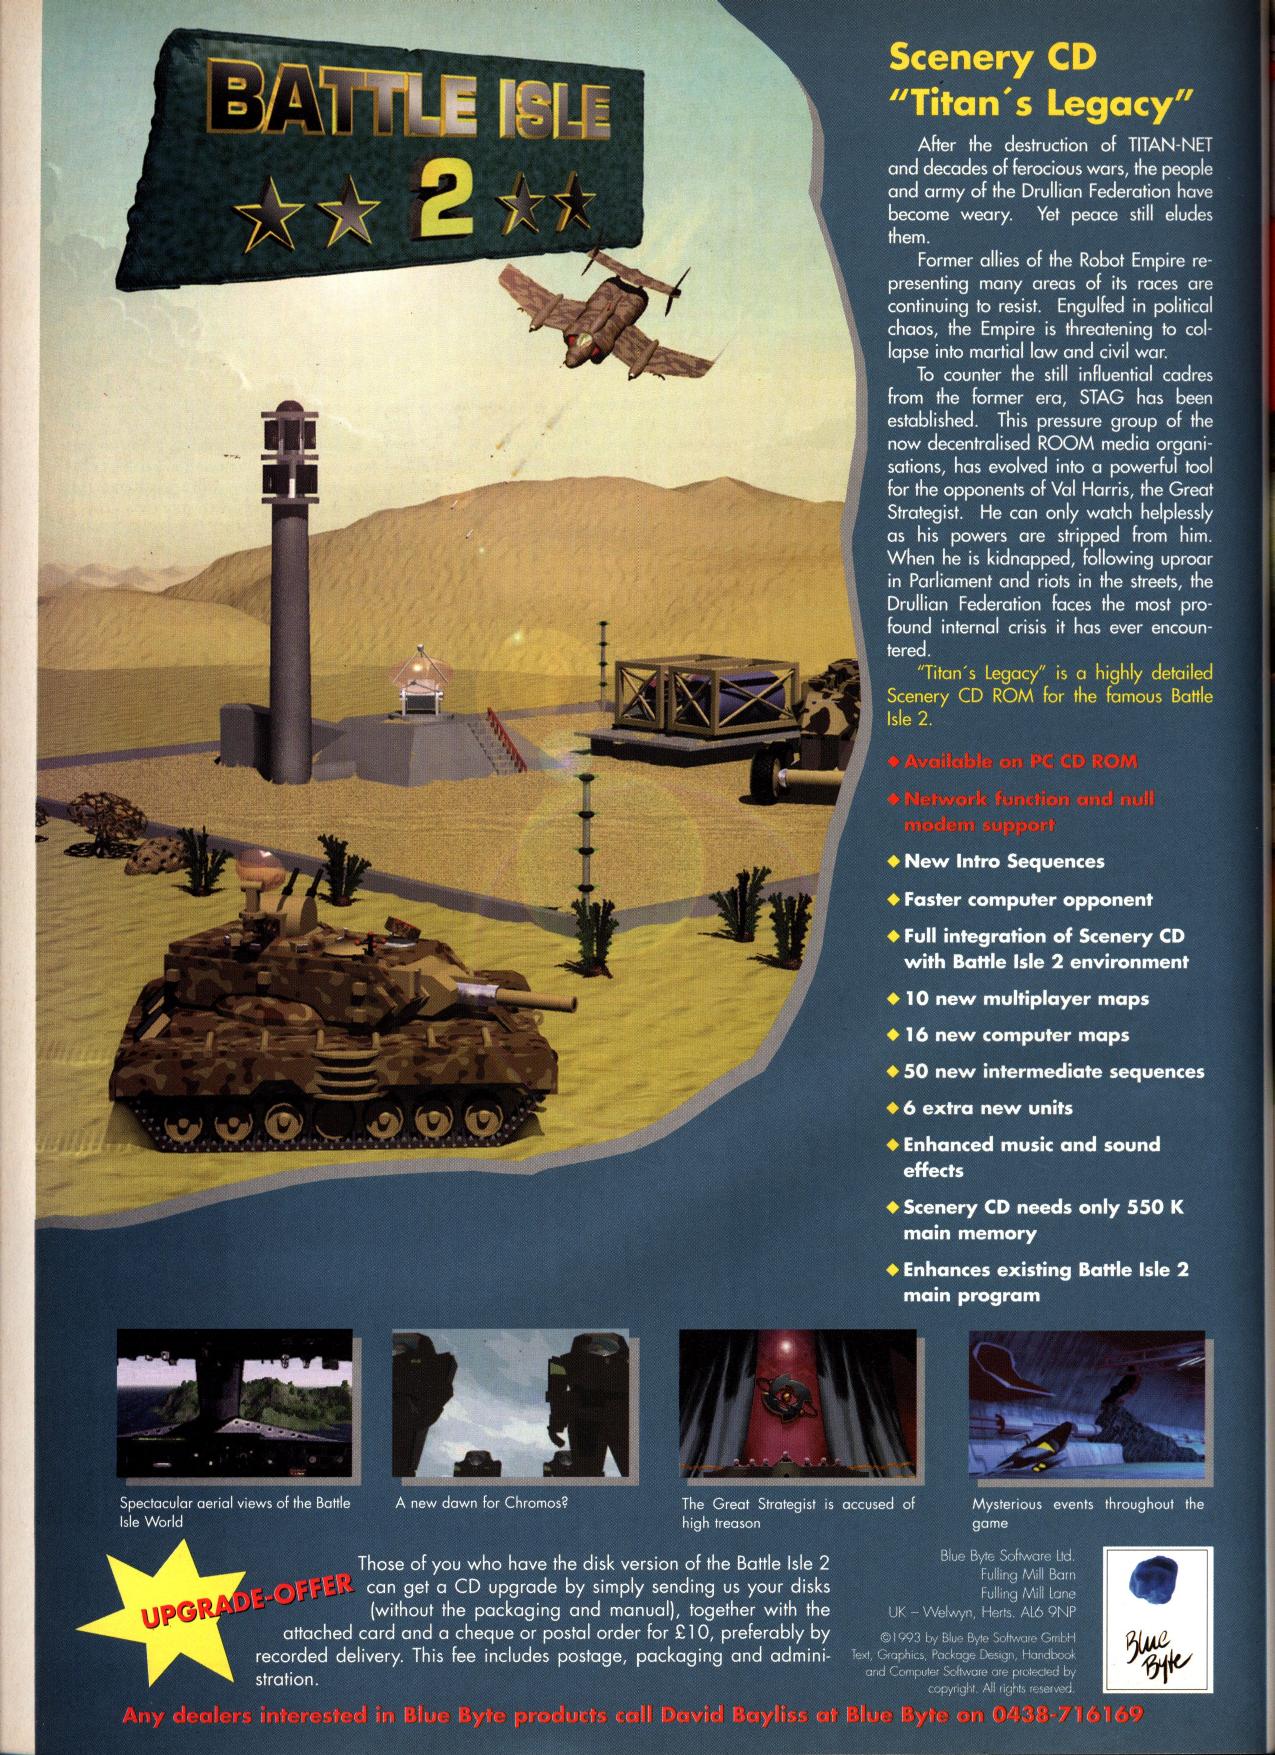 BATTLE ISLE
2
Scenery CD
“Titan´s Legacy”
After the destruction of TITAN-NET
and decades of ferocious wars, the people
and army of the Drullian Federation have
become weary. Yet peace still eludes
them.
Former allies of the Robot Empire re-
presenting many areas of its races are
continuing to resist. Engulfed in political
chaos, the Empire is threatening to col-
lapse into martial law and civil war.
To counter the still influential cadres
from the former era, STAG has been
established. This pressure group of the
now decentralised ROOM media organi-
sations, has evolved into a powerful tool
for the opponents of Val Harris, the Great
Strategist. He can only watch helplessly
as his powers are stripped from him.
When he is kidnapped, following uproar
in Parliament and riots in the streets, the
Drullian Federation faces the most pro-
found internal crisis it has ever encoun-
tered.
“Titan´s Legacy” is a highly detailed
Scenery CD ROM for the famous Battle
Isle 2.
◆ Available on PC CD ROM
◆ Network function and null
modem support
◆ New Intro Sequences
◆ Faster computer opponent
◆ Full integration of Scenery CD
with Battle Isle 2 environment
◆ 10 new multiplayer maps
◆ 16 new computer maps
◆ 50 new intermediate sequences
◆ 6 extra new units
◆ Enhanced music and sound
effects
◆ Scenery CD needs only 550 K
main memory
◆ Enhances existing Battle Isle 2
main program
Spectacular aerial views of the Battle
Isle World
A new dawn for Chromos?
The Great Strategist is accused of
high treason
Mysterious events throughout the
game
UPGRADE-OFFER
Those of you who have the disk version of the Battle Isle 2
can get a CD upgrade by simply sending us your disks
(without the packaging and manual), together with the
attached card and a cheque or postal order for £10, preferably by
recorded delivery. This fee includes postage, packaging and admini-
stration.
Blue Byte Software Ltd.
Fulling Mill Barn
Fulling Mill Lane
UK – Welwyn, Herts. AL6 9NP
©1993 by Blue Byte Software GmbH
Text, Graphics, Package Design, Handbook
and Computer Software are protected by
copyright. All rights reserved.
Blue
Byte
Any dealers interested in Blue Byte products call David Bayliss at Blue Byte on 0438-716169